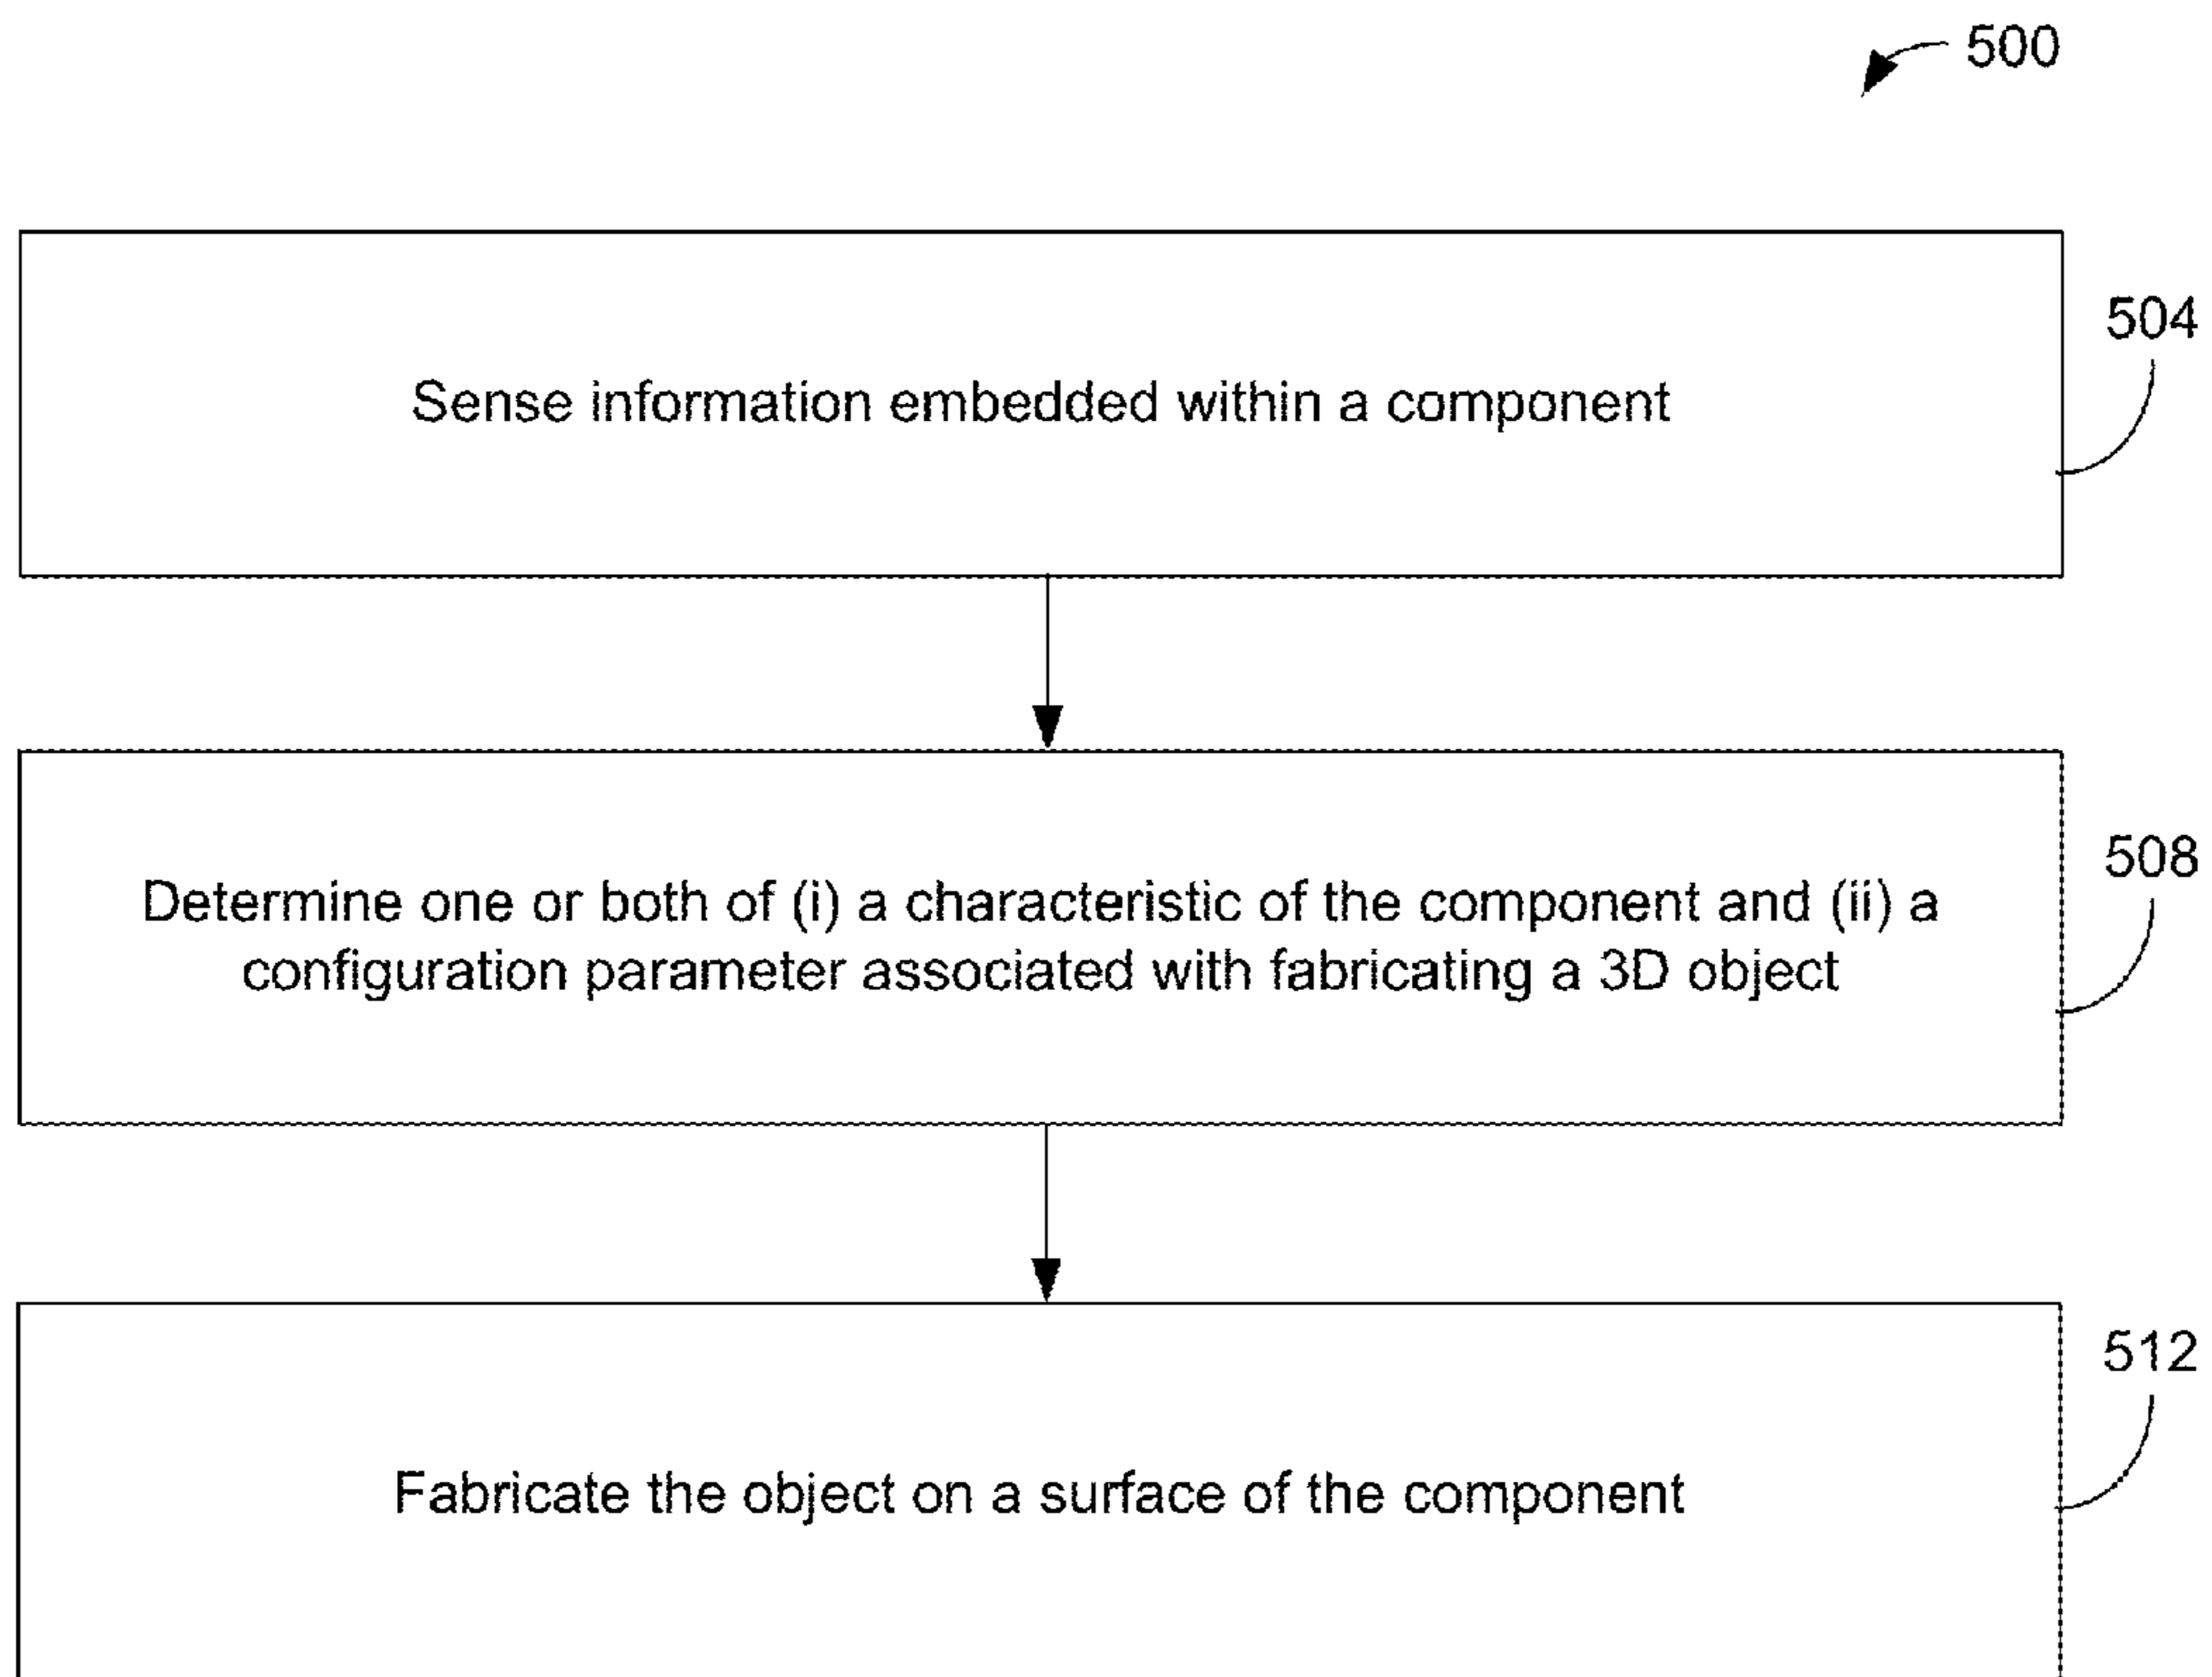 500
504
Sense information embedded within a component
508
Determine one or both of (i) a characteristic of the component and (ii) a
configuration parameter associated with fabricating a 3D object
512
Fabricate the object on a surface of the component